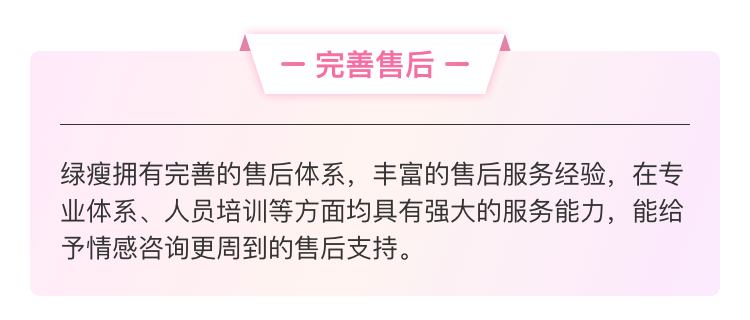 — 完善售后 —
绿瘦拥有完善的售后体系，丰富的售后服务经验，在专
业体系、人员培训等方面均具有强大的服务能力，能给
予情感咨询更周到的售后支持。